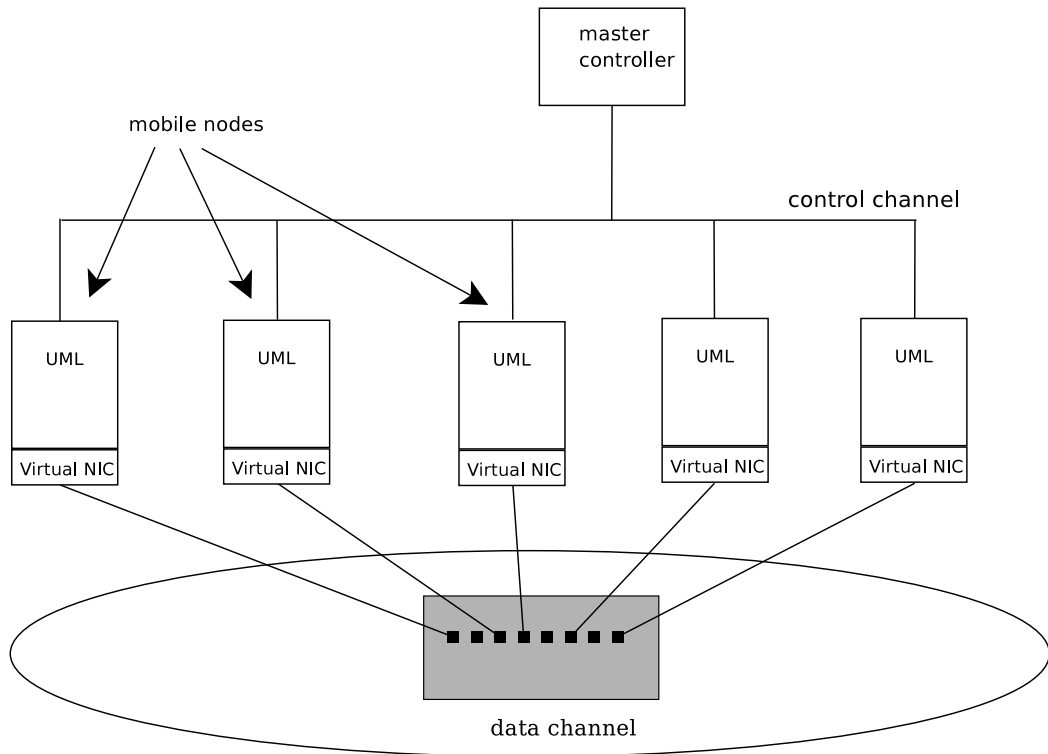 master
controller
mobile nodes
control channel
UML
UML
UML
UML
UML
Virtual NIC
Virtual NIC
Virtual NIC
Virtual NIC
Virtual NIC
data channel